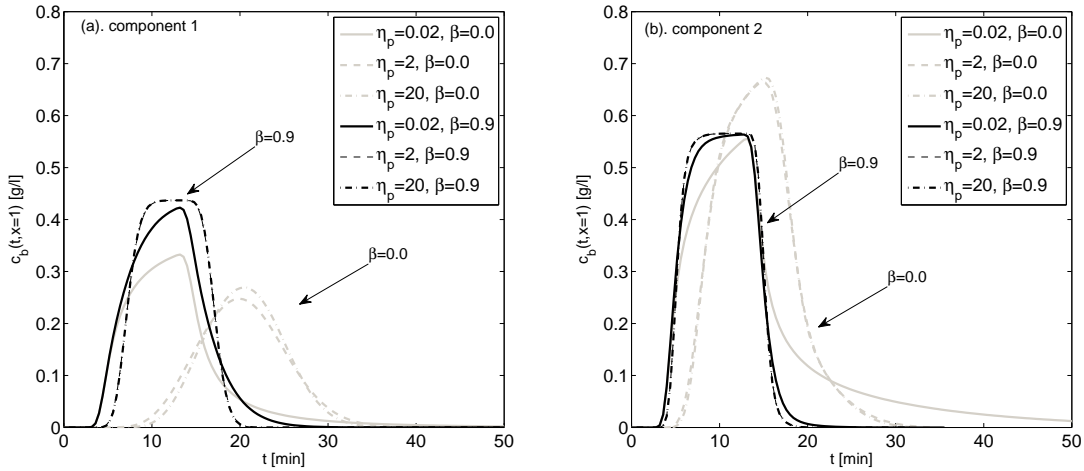 (a). component 1
η_p=0.02, β=0.0
η_p=2, β=0.0
η_p=20, β=0.0
η_p=0.02, β=0.9
η_p=2, β=0.9
η_p=20, β=0.9
β=0.9
β=0.0
c_b(t,x=1) [g/l]
0.8
0.7
0.6
0.5
0.4
0.3
0.2
0.1
0
0 10 20 30 40 50
t [min]
(b). component 2
η_p=0.02, β=0.0
η_p=2, β=0.0
η_p=20, β=0.0
η_p=0.02, β=0.9
η_p=2, β=0.9
η_p=20, β=0.9
β=0.9
β=0.0
c_b(t,x=1) [g/l]
0.8
0.7
0.6
0.5
0.4
0.3
0.2
0.1
0
0 10 20 30 40 50
t [min]